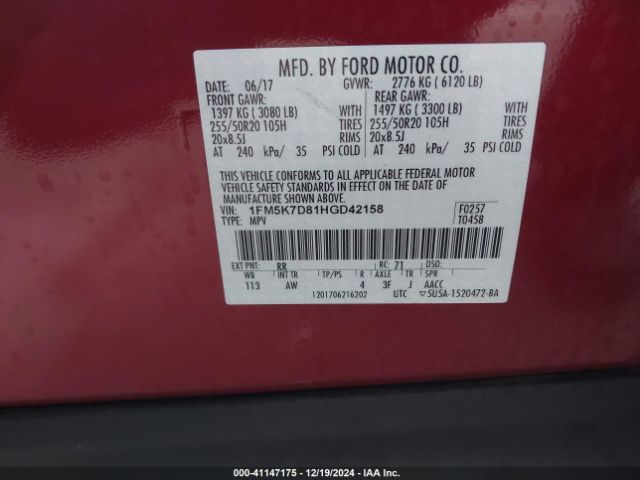 MFD. BY FORD MOTOR CO.
DATE: 06/17 GVWR: 2776 KG ( 6120 LB)
FRONT GAWR: REAR GAWR:
1397 KG ( 3080 LB) WITH 1497 KG ( 3300 LB) WITH
255/50R20 105H TIRES 255/50R20 105H TIRES
20x8.5J RIMS 20x8.5J RIMS
AT 240 kPa/ 35 PSI COLD AT 240 kPa/ 35 PSI COLD
THIS VEHICLE CONFORMS TO ALL APPLICABLE FEDERAL MOTOR
VEHICLE SAFETY STANDARDS IN EFFECT ON THE DATE OF
MANUFACTURE SHOWN ABOVE.
VIN: 1FM5K7D81HGD42158 F0257
TYPE: MPV T0458
EXT PNT: RR RC: 71 DSO:
WB INT TR TP/PS R AXLE TR SPR
113 AW 4 3F J AACC
1201706216202 UTC ▽5U5A-1520472-BA
000-41147175 - 12/19/2024 - IAA Inc.